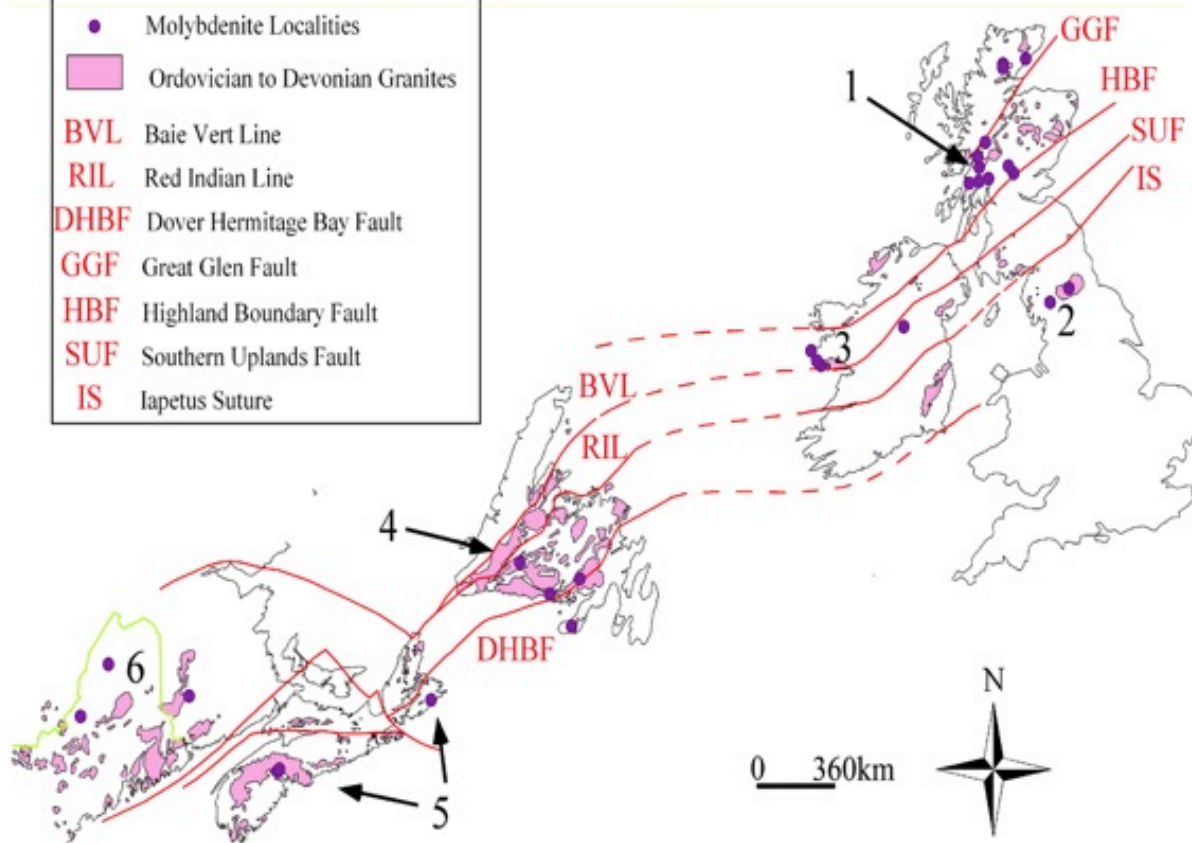 Molybdenite Localities
Ordovician to Devonian Granites
BVL Baie Vert Line
RIL Red Indian Line
DHBF Dover Hermitage Bay Fault
GGF Great Glen Fault
HBF Highland Boundary Fault
SUF Southern Uplands Fault
IS Iapetus Suture
GGF
HBF
1
SUF
IS
2
3
BVL
RIL
4
DHBF
6
N
0 360km
5